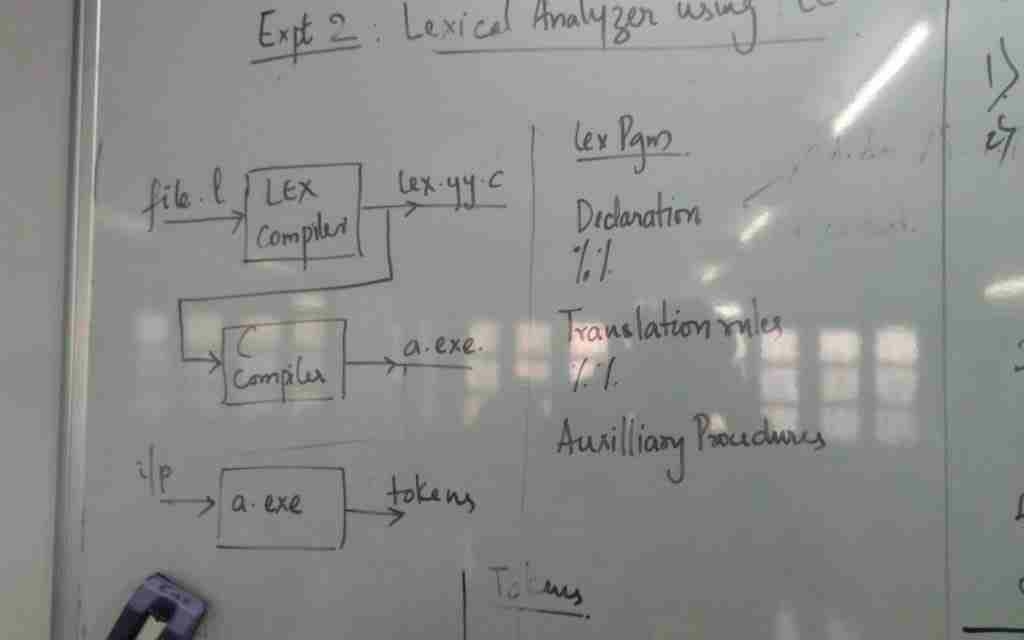 Expt 2 : Lexical Analyzer using
file.l
LEX
Compiler
lex.yy.c
C
Compiler
a.exe.
i/p
a.exe
tokens
Lex Pgm
Declaration
%%
Translation rules
%%
Auxilliary Procedures
Tokens
1)
2)